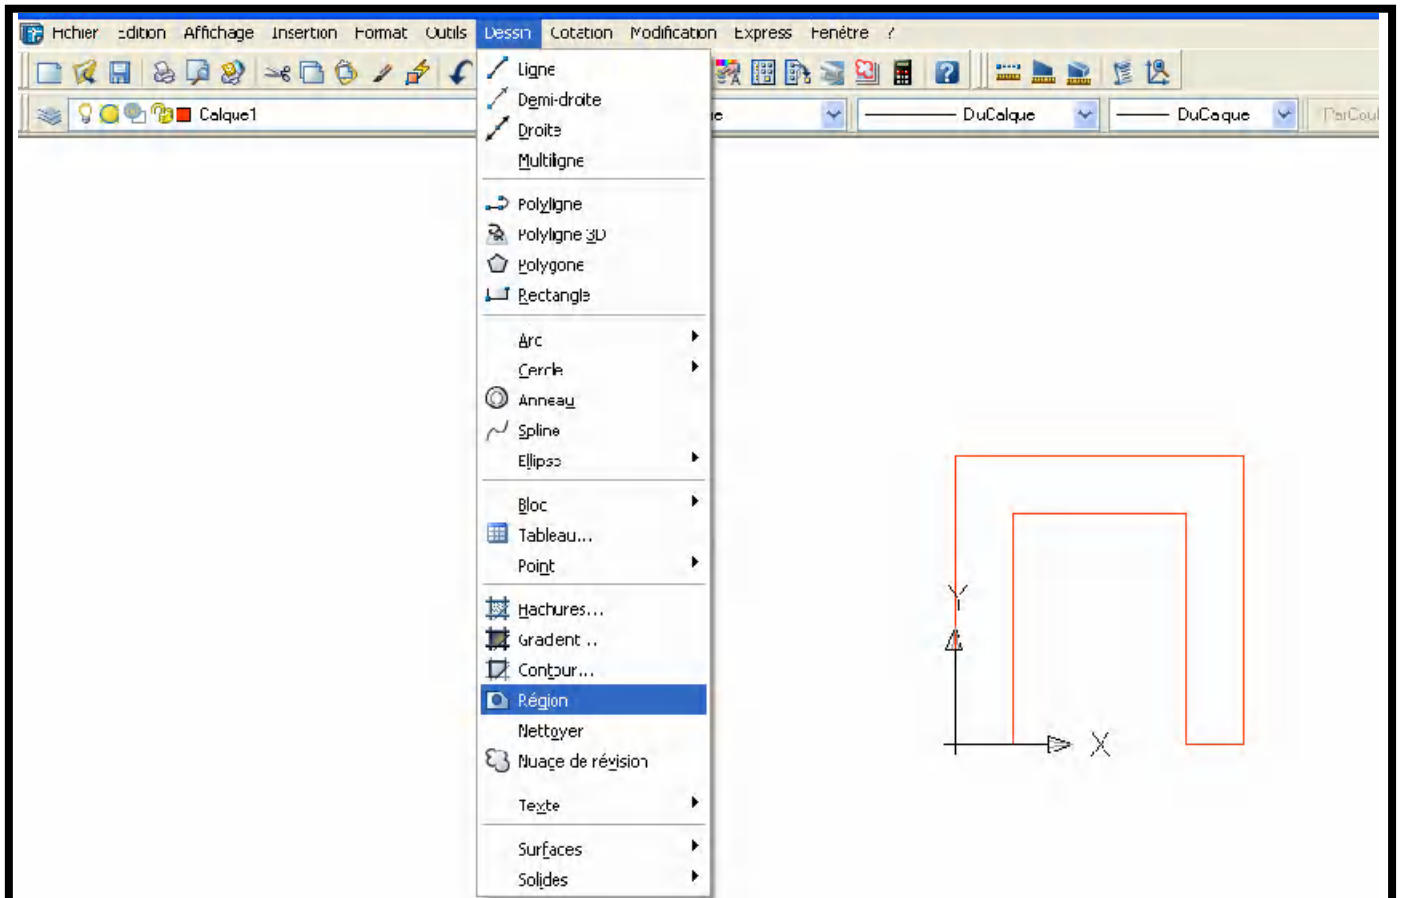 Fichier Edition Affichage Insertion Format Outils Dessin Cotation Modification Express Fenêtre ?
Calque1
DuCalque
DuCalque
ParCoul
Ligne
Demi-droite
Droite
Multiligne
Polyligne
Polyligne 3D
Polygone
Rectangle
Arc
Cercle
Anneau
Spline
Ellipse
Bloc
Tableau...
Point
Hachures...
Gradient ..
Contour...
Région
Nettoyer
Nuage de révision
Texte
Surfaces
Solides
Y
X